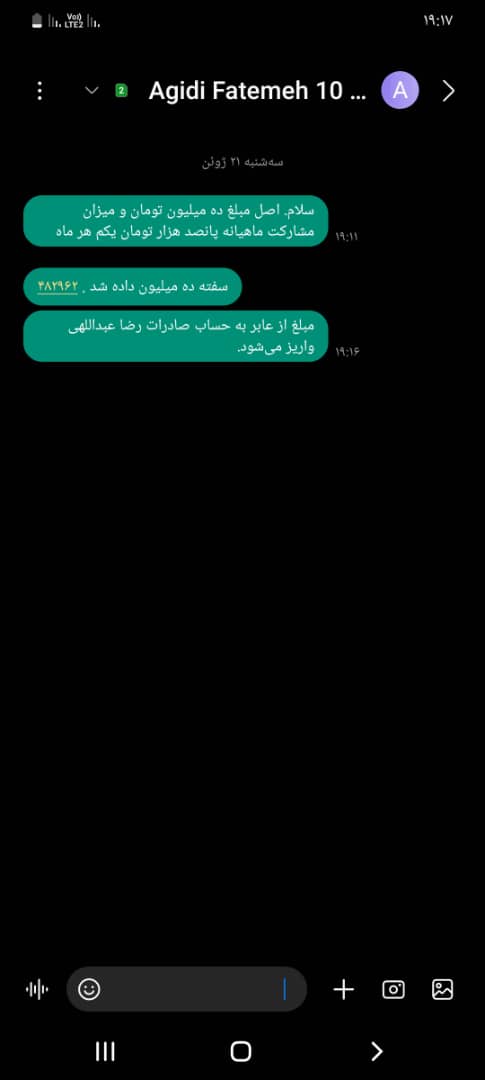 ۱۹:۱۷
Vo))
LTE2
2
Agidi Fatemeh 10 ...
A
سه‌شنبه ۲۱ ژوئن
سلام. اصل مبلغ ده میلیون تومان و میزان
مشارکت ماهیانه پانصد هزار تومان یکم هر ماه
۱۹:۱۱
سفته ده میلیون داده شد . ۴۸۲۹۶۲
مبلغ از عابر به حساب صادرات رضا عبداللهی
واریز می‌شود.
۱۹:۱۶